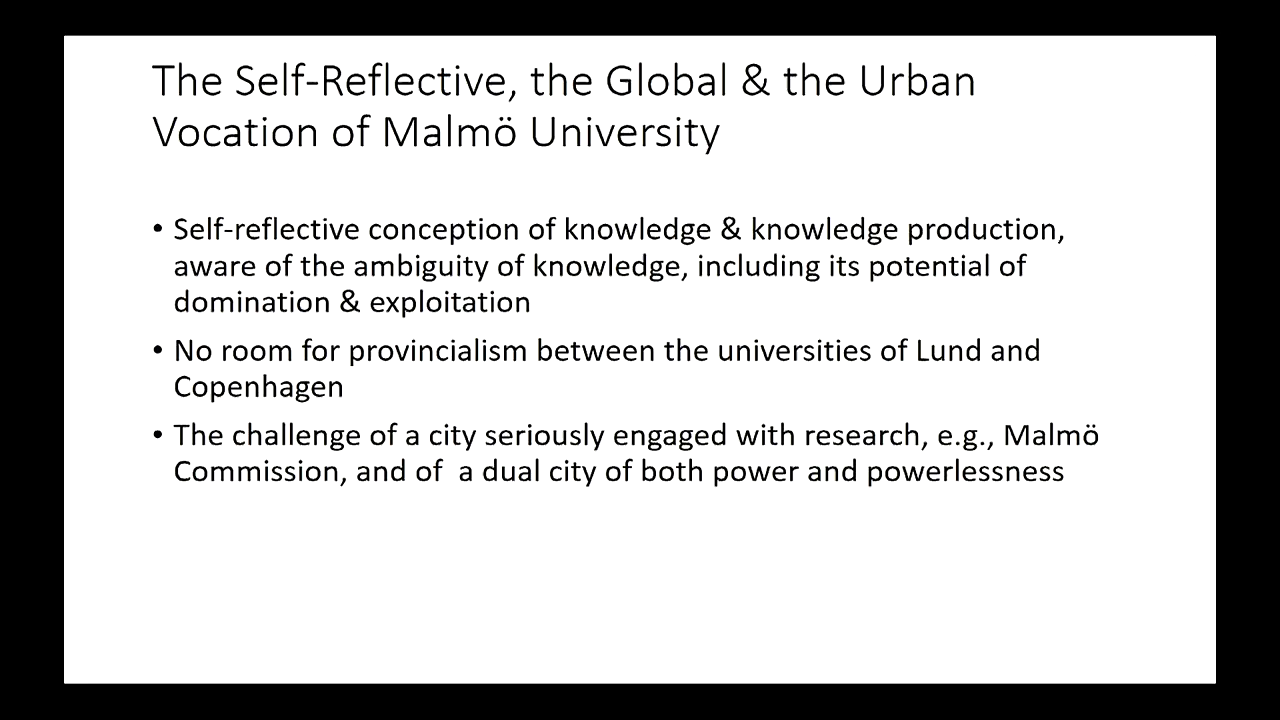 The Self-Reflective, the Global & the Urban
Vocation of Malmö University
• Self-reflective conception of knowledge & knowledge production,
aware of the ambiguity of knowledge, including its potential of
domination & exploitation
• No room for provincialism between the universities of Lund and
Copenhagen
• The challenge of a city seriously engaged with research, e.g., Malmö
Commission, and of  a dual city of both power and powerlessness